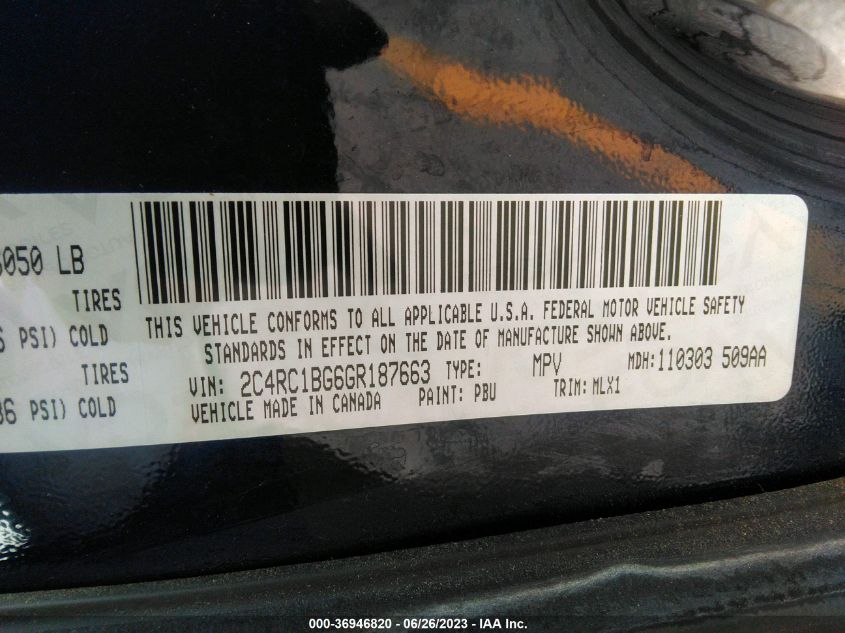 6050 LB
TIRES
PSI) COLD
PSI) COLD
THIS VEHICLE CONFORMS TO ALL APPLICABLE U.S.A. FEDERAL MOTOR VEHICLE SAFETY
STANDARDS IN EFFECT ON THE DATE OF MANUFACTURE SHOWN ABOVE.
VIN: 2C4RC1BG6GR187663 TYPE: MPV MDH: 110303 509AA
VEHICLE MADE IN CANADA PAINT: PBU TRIM: MLX1
000-36946820 - 06/26/2023 - IAA Inc.